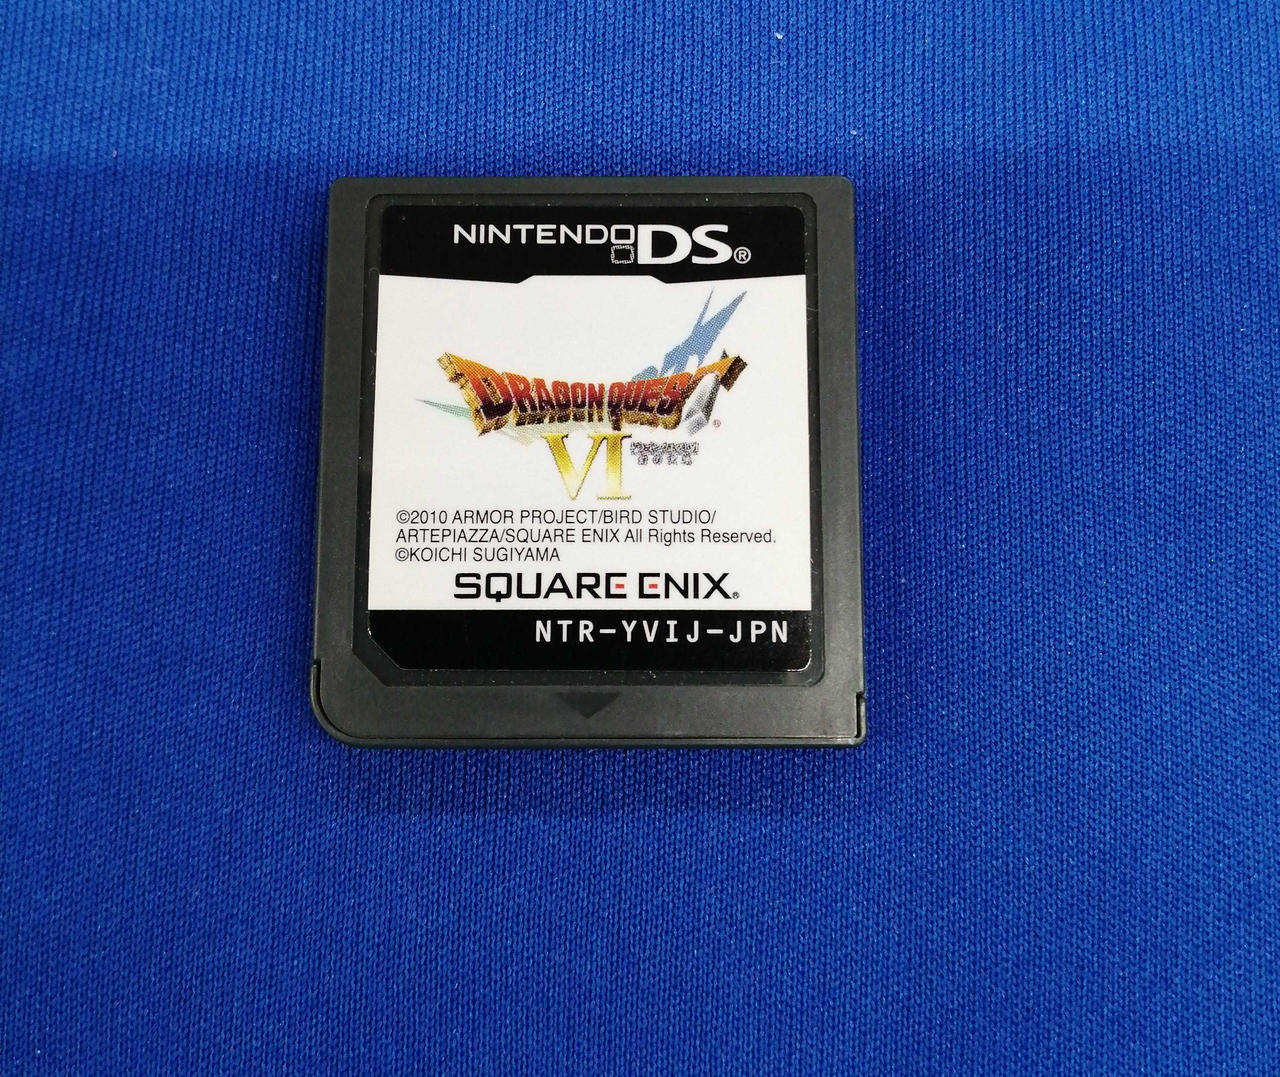 NINTENDO DS®
DRAGON QUEST®
VI
©2010 ARMOR PROJECT/BIRD STUDIO/
ARTEPIAZZA/SQUARE ENIX All Rights Reserved.
©KOICHI SUGIYAMA
SQUARE ENIX®
NTR-YVIJ-JPN